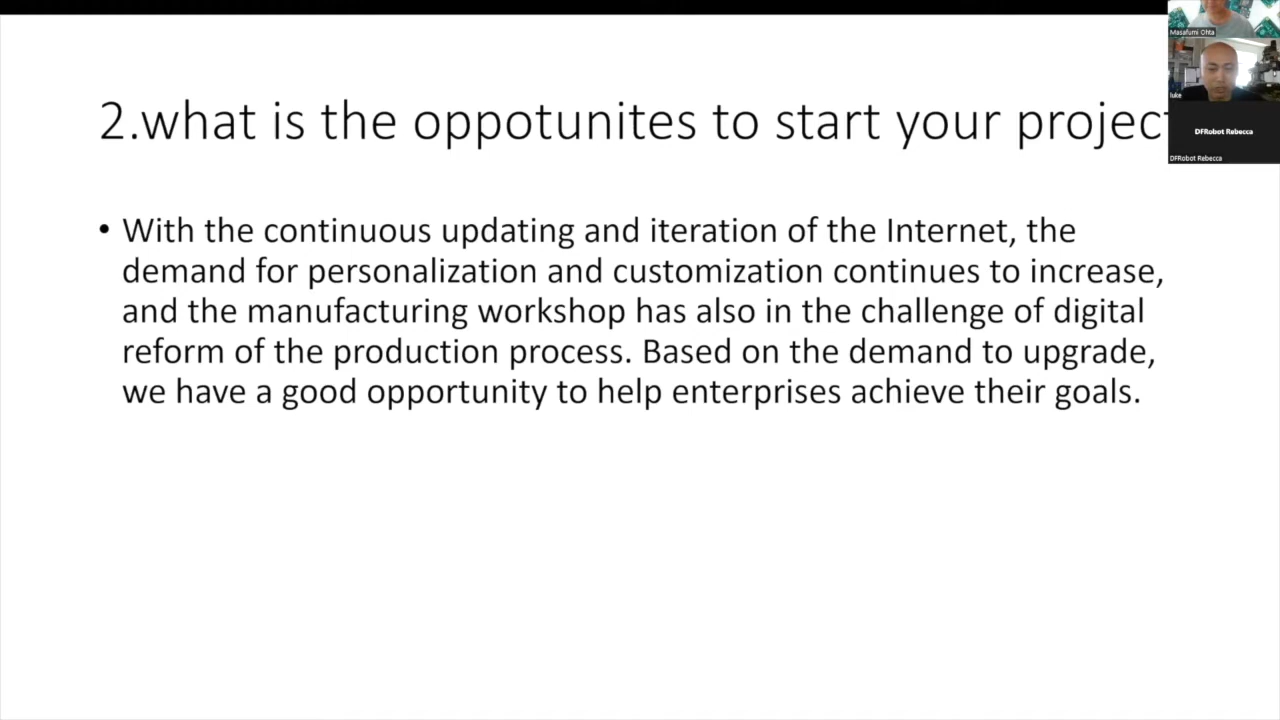 2.what is the oppotunites to start your project
• With the continuous updating and iteration of the Internet, the
demand for personalization and customization continues to increase,
and the manufacturing workshop has also in the challenge of digital
reform of the production process. Based on the demand to upgrade,
we have a good opportunity to help enterprises achieve their goals.
Masafumi Ohta
luke
DFRobot Rebecca
DFRobot Rebecca